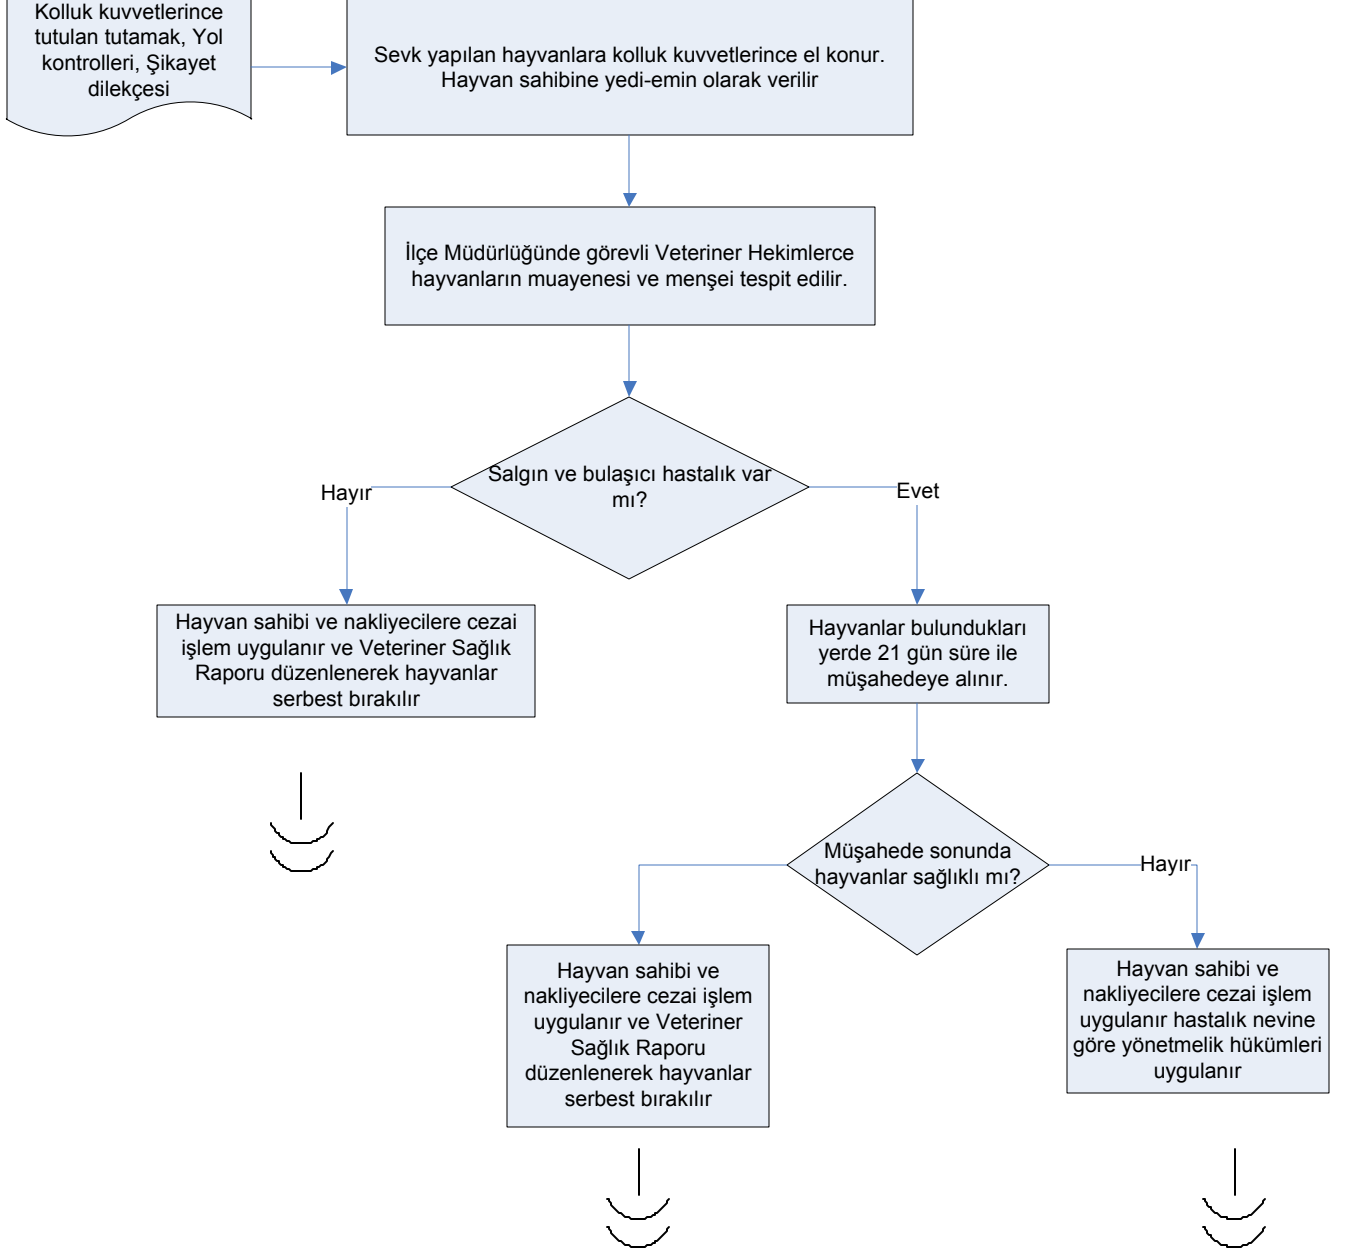 Kolluk kuvvetlerince
tutulan tutamak, Yol
kontrolleri, Şikayet
dilekçesi
Sevk yapılan hayvanlara kolluk kuvvetlerince el konur.
Hayvan sahibine yedi-emin olarak verilir
İlçe Müdürlüğünde görevli Veteriner Hekimlerce
hayvanların muayenesi ve menşei tespit edilir.
Salgın ve bulaşıcı hastalık var
mı?
Hayır
Evet
Hayvan sahibi ve nakliyecilere cezai
işlem uygulanır ve Veteriner Sağlık
Raporu düzenlenerek hayvanlar
serbest bırakılır
Hayvanlar bulundukları
yerde 21 gün süre ile
müşahedeye alınır.
Müşahede sonunda
hayvanlar sağlıklı mı?
Hayır
Hayvan sahibi ve
nakliyecilere cezai işlem
uygulanır ve Veteriner
Sağlık Raporu
düzenlenerek hayvanlar
serbest bırakılır
Hayvan sahibi ve
nakliyecilere cezai işlem
uygulanır hastalık nevine
göre yönetmelik hükümleri
uygulanır